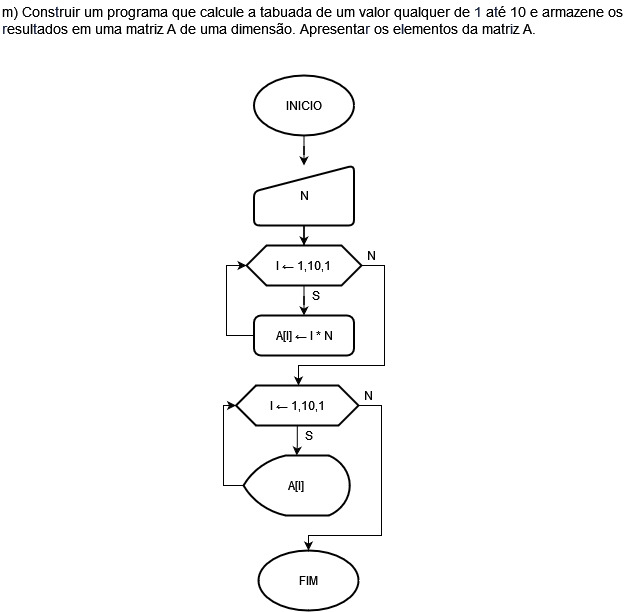 m) Construir um programa que calcule a tabuada de um valor qualquer de 1 até 10 e armazene os
resultados em uma matriz A de uma dimensão. Apresentar os elementos da matriz A.
INICIO
N
I ← 1,10,1
N
S
A[I] ← I * N
I ← 1,10,1
N
S
A[I]
FIM